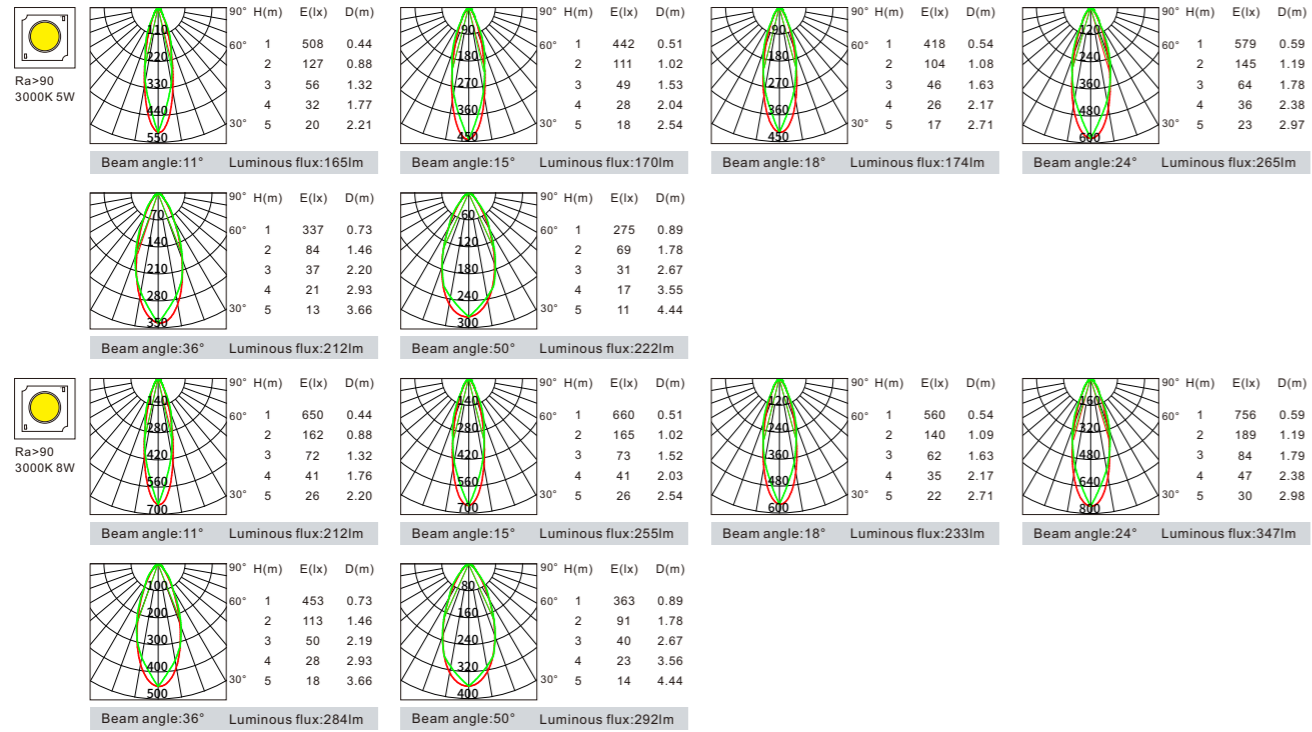 Ra>90
3000K 5W
90° H(m) E(lx) D(m)
110
60° 1 508 0.44
220
2 127 0.88
330
3 56 1.32
440
4 32 1.77
30° 5 20 2.21
550
Beam angle:11° Luminous flux:165lm
90° H(m) E(lx) D(m)
90
60° 1 442 0.51
180
2 111 1.02
270
3 49 1.53
360
4 28 2.04
30° 5 18 2.54
450
Beam angle:15° Luminous flux:170lm
90° H(m) E(lx) D(m)
90
60° 1 418 0.54
180
2 104 1.08
270
3 46 1.63
360
4 26 2.17
30° 5 17 2.71
450
Beam angle:18° Luminous flux:174lm
90° H(m) E(lx) D(m)
120
60° 1 579 0.59
240
2 145 1.19
360
3 64 1.78
480
4 36 2.38
30° 5 23 2.97
600
Beam angle:24° Luminous flux:265lm
90° H(m) E(lx) D(m)
70
60° 1 337 0.73
140
2 84 1.46
210
3 37 2.20
280
4 21 2.93
30° 5 13 3.66
350
Beam angle:36° Luminous flux:212lm
90° H(m) E(lx) D(m)
60
60° 1 275 0.89
120
2 69 1.78
180
3 31 2.67
240
4 17 3.55
30° 5 11 4.44
300
Beam angle:50° Luminous flux:222lm
Ra>90
3000K 8W
90° H(m) E(lx) D(m)
140
60° 1 650 0.44
280
2 162 0.88
420
3 72 1.32
560
4 41 1.76
30° 5 26 2.20
700
Beam angle:11° Luminous flux:212lm
90° H(m) E(lx) D(m)
140
60° 1 660 0.51
280
2 165 1.02
420
3 73 1.52
560
4 41 2.03
30° 5 26 2.54
700
Beam angle:15° Luminous flux:255lm
90° H(m) E(lx) D(m)
120
60° 1 560 0.54
240
2 140 1.09
360
3 62 1.63
480
4 35 2.17
30° 5 22 2.71
600
Beam angle:18° Luminous flux:233lm
90° H(m) E(lx) D(m)
160
60° 1 756 0.59
320
2 189 1.19
480
3 84 1.79
640
4 47 2.38
30° 5 30 2.98
800
Beam angle:24° Luminous flux:347lm
90° H(m) E(lx) D(m)
100
60° 1 453 0.73
200
2 113 1.46
300
3 50 2.19
400
4 28 2.93
30° 5 18 3.66
500
Beam angle:36° Luminous flux:284lm
90° H(m) E(lx) D(m)
80
60° 1 363 0.89
160
2 91 1.78
240
3 40 2.67
320
4 23 3.56
30° 5 14 4.44
400
Beam angle:50° Luminous flux:292lm